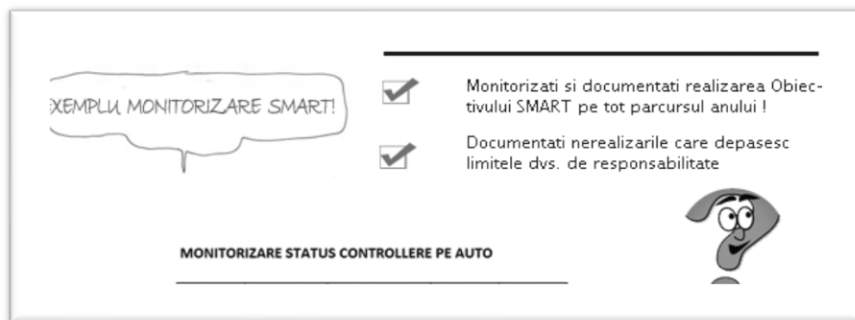 XEMPLU MONITORIZARE SMART!
Monitorizati si documentati realizarea Obiec-
tivului SMART pe tot parcursul anului !
Documentati nerealizarile care depasesc
limitele dvs. de responsabilitate
MONITORIZARE STATUS CONTROLLERE PE AUTO